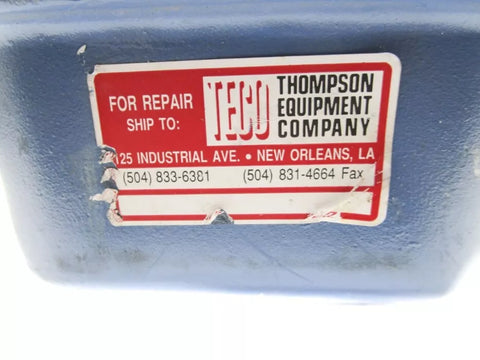 FOR REPAIR
SHIP TO:
TECO
THOMPSON
EQUIPMENT
COMPANY
125 INDUSTRIAL AVE. • NEW ORLEANS, LA
(504) 833-6381 (504) 831-4664 Fax